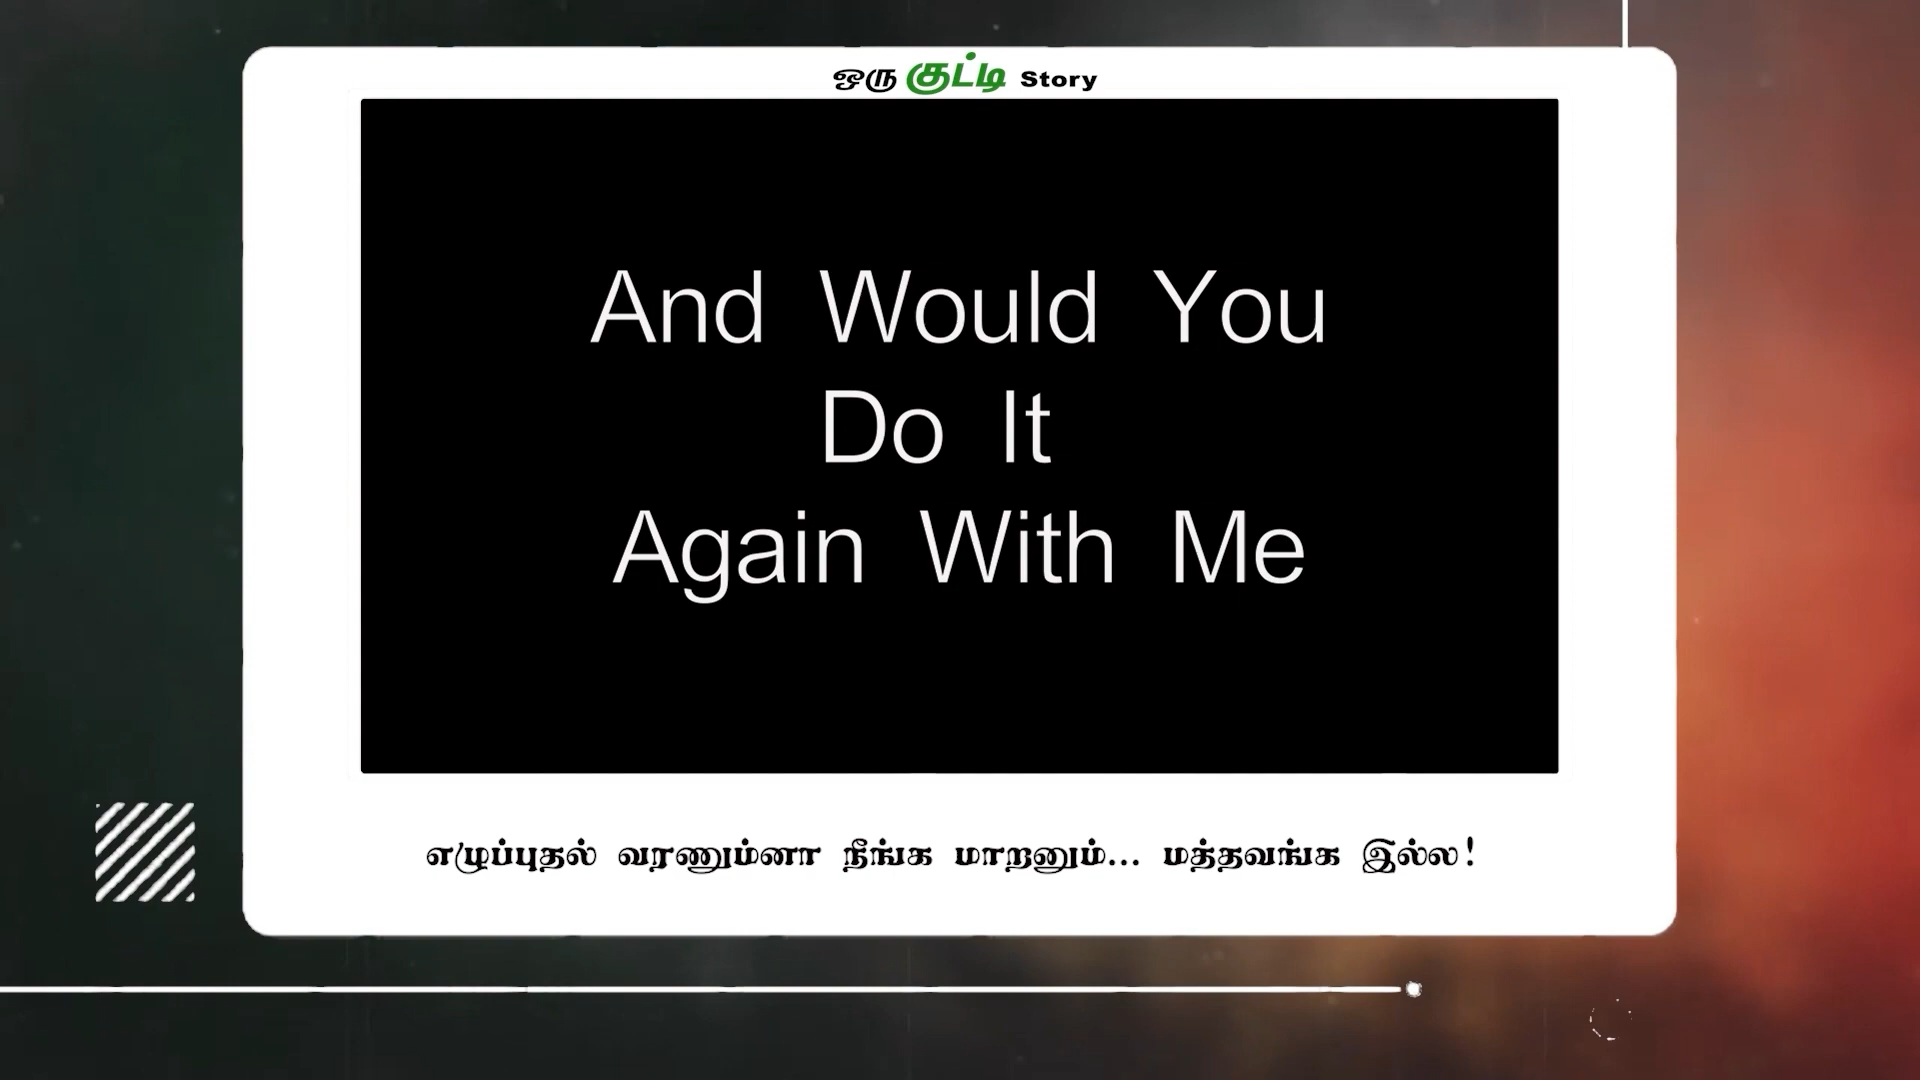 ஒரு குட்டி Story
And Would You
Do It
Again With Me
எழுப்புதல் வரணும்னா நீங்க மாறனும்... மத்தவங்க இல்ல!